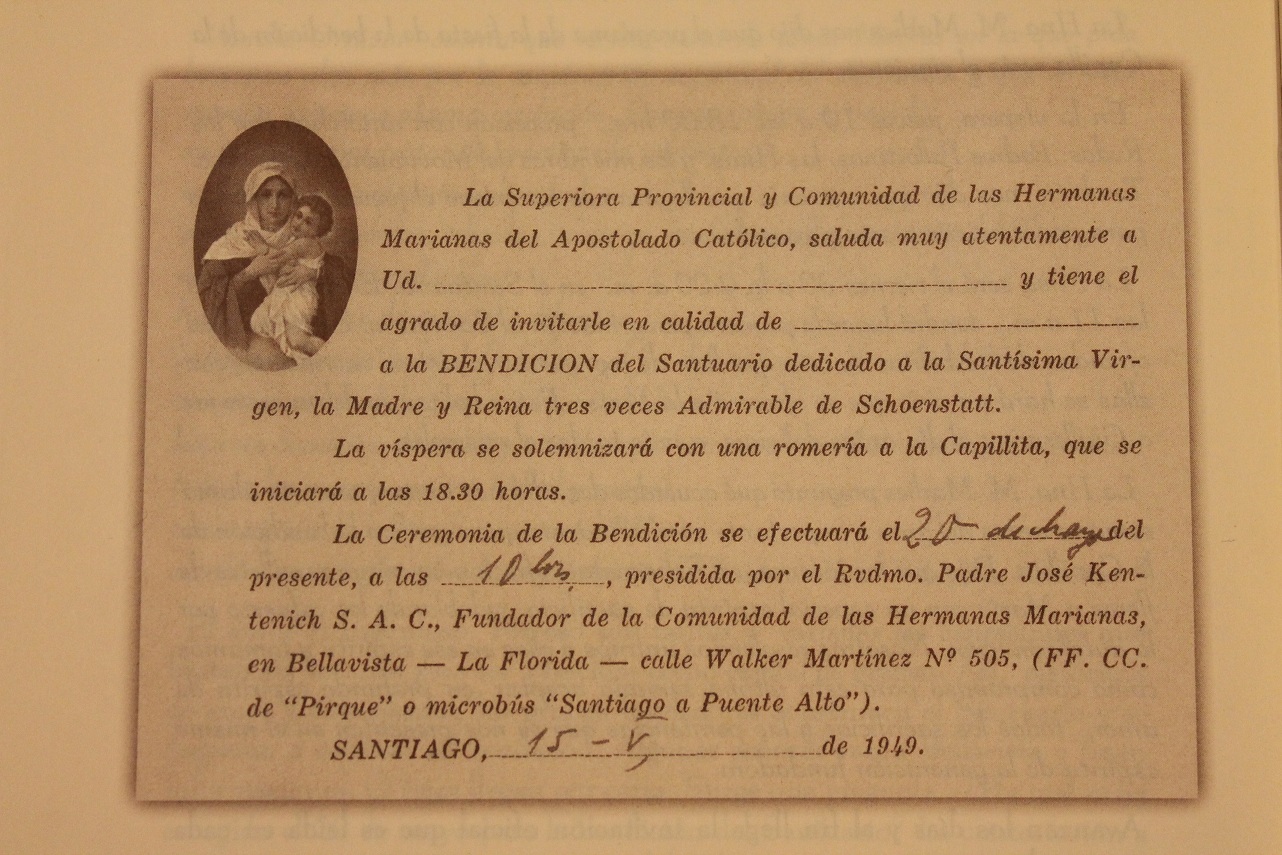 La Superiora Provincial y Comunidad de las Hermanas
Marianas del Apostolado Católico, saluda muy atentamente a
Ud. y tiene el
agrado de invitarle en calidad de
a la BENDICION del Santuario dedicado a la Santísima Vir-
gen, la Madre y Reina tres veces Admirable de Schoenstatt.
La víspera se solemnizará con una romería a la Capillita, que se
iniciará a las 18.30 horas.
La Ceremonia de la Bendición se efectuará el 20 de Mayo del
presente, a las 10 hrs, presidida por el Rvdmo. Padre José Ken-
tenich S. A. C., Fundador de la Comunidad de las Hermanas Marianas,
en Bellavista — La Florida — calle Walker Martínez Nº 505, (FF. CC.
de “Pirque” o microbús “Santiago a Puente Alto”).
SANTIAGO, 15 - V, de 1949.